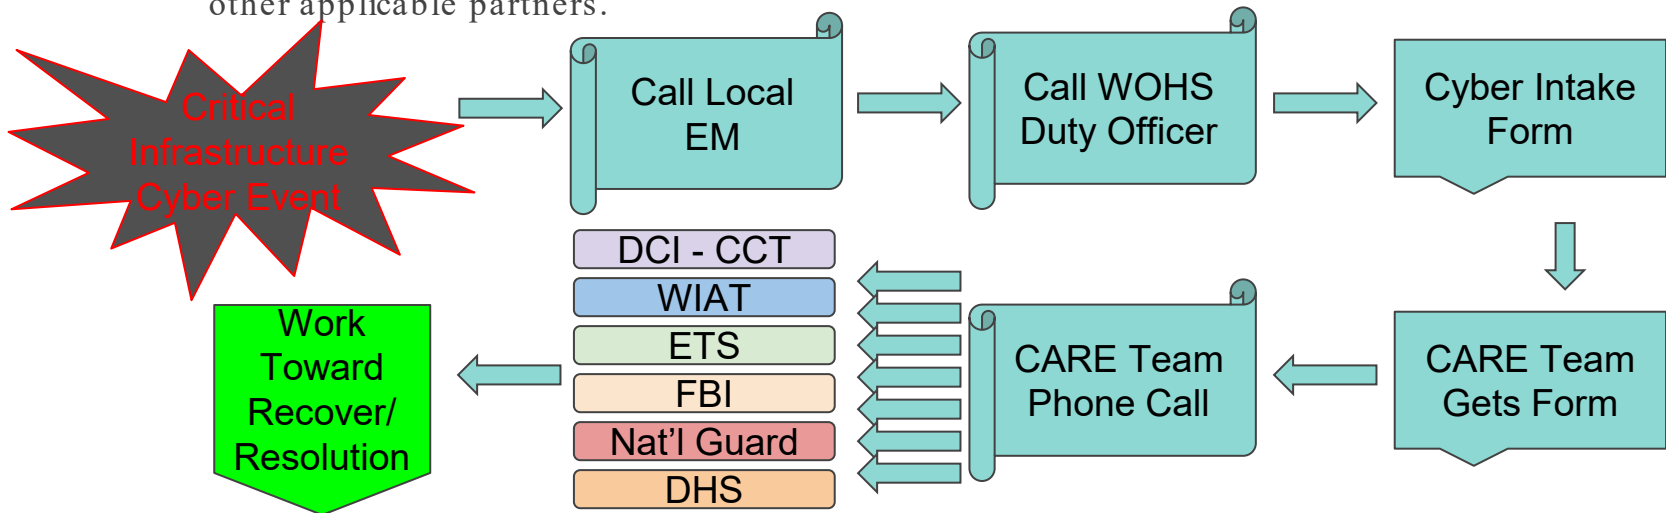 other applicable partners.
Critical
Infrastructure
Cyber Event
Call Local
EM
Call WOHS
Duty Officer
Cyber Intake
Form
CARE Team
Gets Form
CARE Team
Phone Call
DCI - CCT
WIAT
ETS
FBI
Nat'l Guard
DHS
Work
Toward
Recover/
Resolution